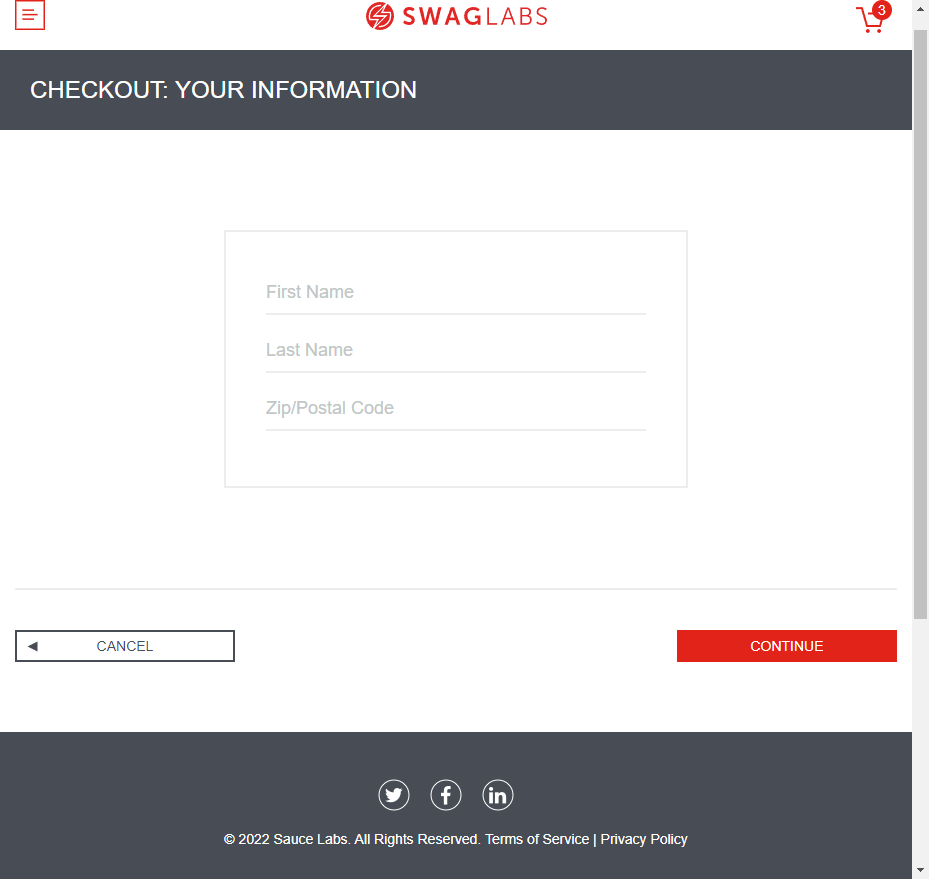 SWAGLABS
3
CHECKOUT: YOUR INFORMATION
First Name
Last Name
Zip/Postal Code
CANCEL
CONTINUE
© 2022 Sauce Labs. All Rights Reserved. Terms of Service | Privacy Policy